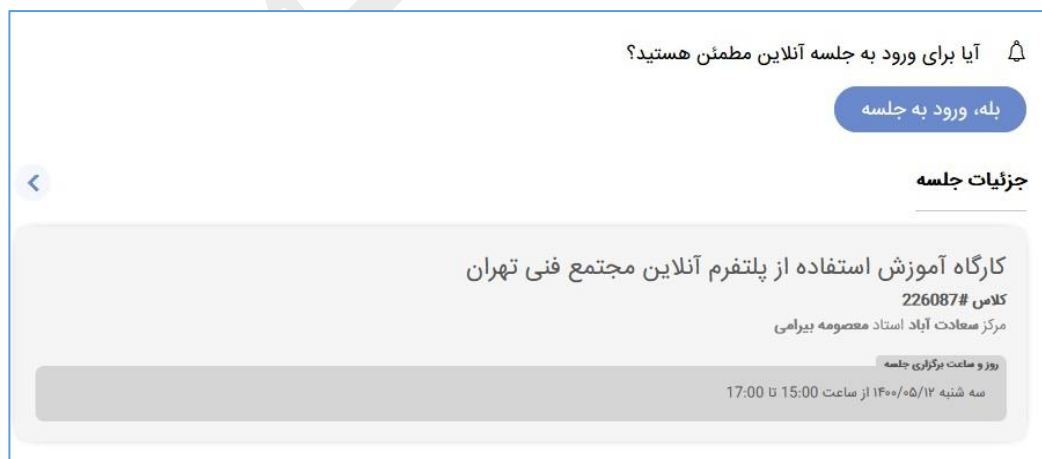 آیا برای ورود به جلسه آنلاین مطمئن هستید؟
بله، ورود به جلسه
جزئیات جلسه
کارگاه آموزش استفاده از پلتفرم آنلاین مجتمع فنی تهران
کلاس #226087
مرکز سعادت آباد استاد معصومه بیرامی
روز و ساعت برگزاری جلسه
سه شنبه ۱۴۰۰/۰۵/۱۲ از ساعت 15:00 تا 17:00